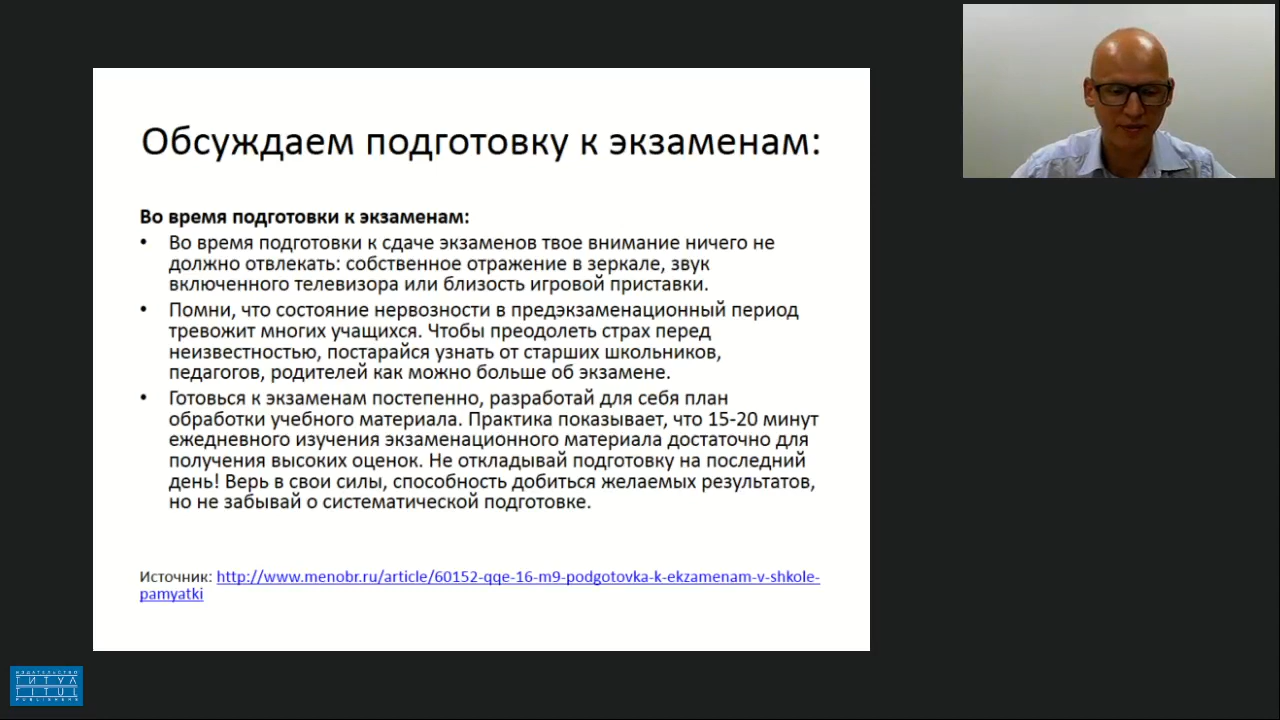 Обсуждаем подготовку к экзаменам:
Во время подготовки к экзаменам:
• Во время подготовки к сдаче экзаменов твое внимание ничего не
должно отвлекать: собственное отражение в зеркале, звук
включенного телевизора или близость игровой приставки.
• Помни, что состояние нервозности в предэкзаменационный период
тревожит многих учащихся. Чтобы преодолеть страх перед
неизвестностью, постарайся узнать от старших школьников,
педагогов, родителей как можно больше об экзамене.
• Готовься к экзаменам постепенно, разработай для себя план
обработки учебного материала. Практика показывает, что 15-20 минут
ежедневного изучения экзаменационного материала достаточно для
получения высоких оценок. Не откладывай подготовку на последний
день! Верь в свои силы, способность добиться желаемых результатов,
но не забывай о систематической подготовке.
Источник: http://www.menobr.ru/article/60152-qqe-16-m9-podgotovka-k-ekzamenam-v-shkole-
pamyatki
ИЗДАТЕЛЬСТВО
ТИТУЛ
TITUL
PUBLISHERS